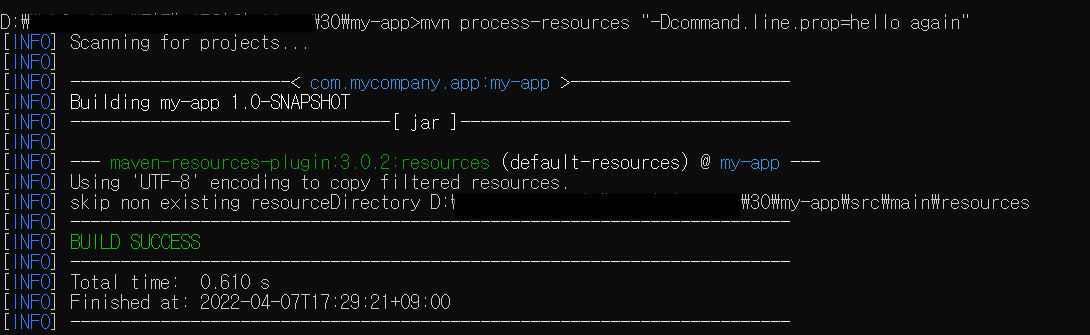 D:\ \30\my-app>mvn process-resources "-Dcommand.line.prop=hello again"
[INFO] Scanning for projects...
[INFO]
[INFO] ----------------------< com.mycompany.app:my-app >----------------------
[INFO] Building my-app 1.0-SNAPSHOT
[INFO] --------------------------------[ jar ]---------------------------------
[INFO]
[INFO] --- maven-resources-plugin:3.0.2:resources (default-resources) @ my-app ---
[INFO] Using 'UTF-8' encoding to copy filtered resources.
[INFO] skip non existing resourceDirectory D:₩ ₩30₩my-app₩src₩main₩resources
[INFO] ------------------------------------------------------------------------
[INFO] BUILD SUCCESS
[INFO] ------------------------------------------------------------------------
[INFO] Total time:  0.610 s
[INFO] Finished at: 2022-04-07T17:29:21+09:00
[INFO] ------------------------------------------------------------------------